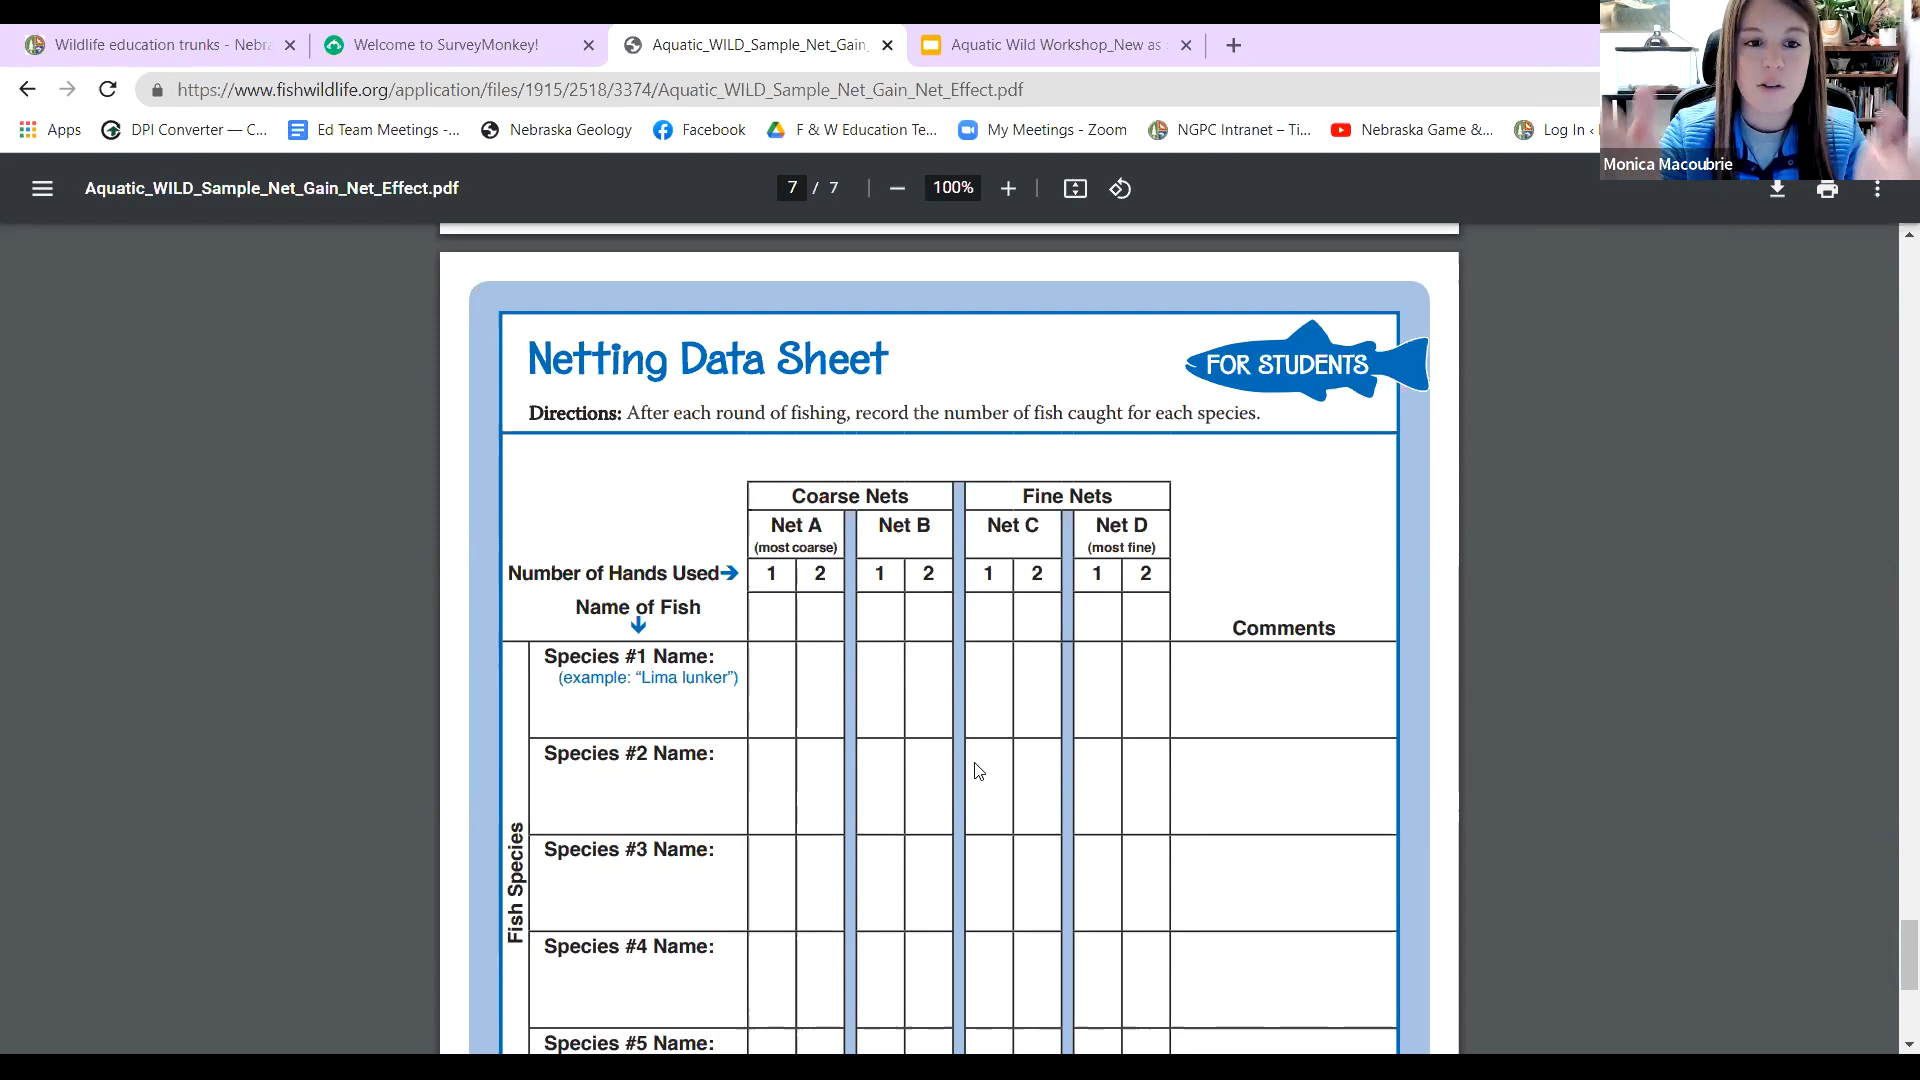 Wildlife education trunks - Nebr
Welcome to SurveyMonkey!
Aquatic_WILD_Sample_Net_Gain_
Aquatic Wild Workshop_New as
https://www.fishwildlife.org/application/files/1915/2518/3374/Aquatic_WILD_Sample_Net_Gain_Net_Effect.pdf
Apps
DPI Converter — C...
Ed Team Meetings -...
Nebraska Geology
Facebook
F & W Education Te...
My Meetings - Zoom
NGPC Intranet – Ti...
Nebraska Game &...
Log In ‹
Monica Macoubrie
Aquatic_WILD_Sample_Net_Gain_Net_Effect.pdf
7 / 7
100%
Netting Data Sheet
FOR STUDENTS
Directions: After each round of fishing, record the number of fish caught for each species.
Coarse Nets
Fine Nets
Net A
(most coarse)
Net B
Net C
Net D
(most fine)
Number of Hands Used
1 2 1 2 1 2 1 2
Name of Fish
Comments
Fish Species
Species #1 Name:
(example: “Lima lunker”)
Species #2 Name:
Species #3 Name:
Species #4 Name:
Species #5 Name: